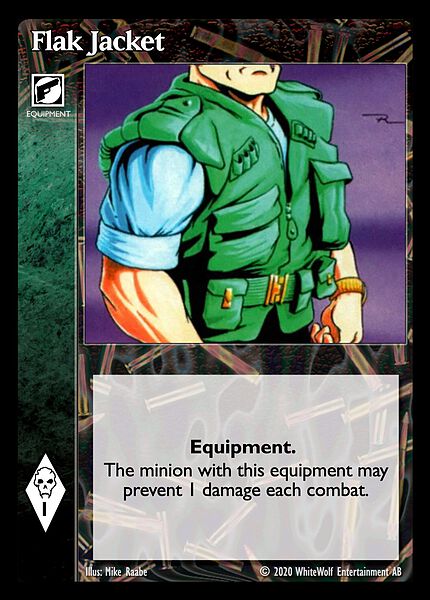 Flak Jacket
EQUIPMENT
Equipment.
The minion with this equipment may
prevent 1 damage each combat.
1
Illus: Mike Raabe
© 2020 WhiteWolf Entertainment AB